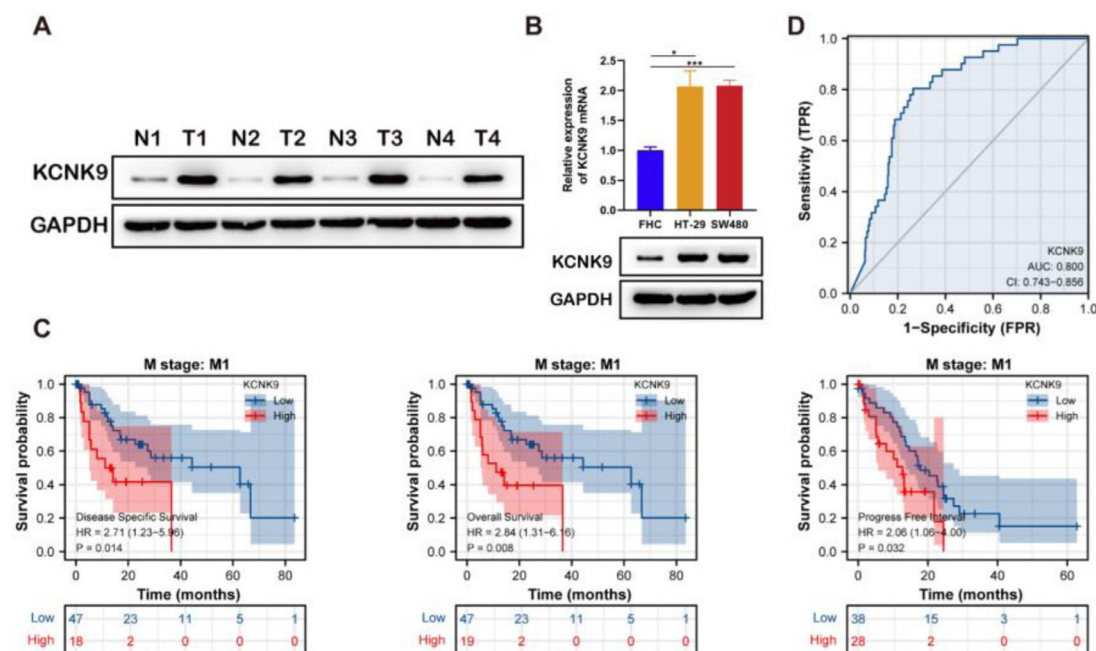 A
N1 T1 N2 T2 N3 T3 N4 T4
KCNK9
GAPDH
B
Relative expression
of KCNK9 mRNA
2.5
2.0
1.5
1.0
0.5
0.0
*
***
FHC HT-29 SW480
KCNK9
GAPDH
D
Sensitivity (TPR)
1.0
0.8
0.6
0.4
0.2
0.0
KCNK9
AUC: 0.800
CI: 0.743−0.856
0.0 0.2 0.4 0.6 0.8 1.0
1-Specificity (FPR)
C
M stage: M1
Survival probability
1.0
0.8
0.6
0.4
0.2
0.0
KCNK9
Low
High
Disease Specific Survival
HR = 2.71 (1.23−5.96)
P = 0.014
0 20 40 60 80
Time (months)
Low 47 23 11 5 1
High 18 2 0 0 0
M stage: M1
Survival probability
1.0
0.8
0.6
0.4
0.2
0.0
KCNK9
Low
High
Overall Survival
HR = 2.84 (1.31−6.16)
P = 0.008
0 20 40 60 80
Time (months)
Low 47 23 11 5 1
High 19 2 0 0 0
M stage: M1
Survival probability
1.0
0.8
0.6
0.4
0.2
0.0
KCNK9
Low
High
Progress Free Interval
HR = 2.06 (1.06−4.00)
P = 0.032
0 20 40 60
Time (months)
Low 38 15 3 1
High 28 2 0 0